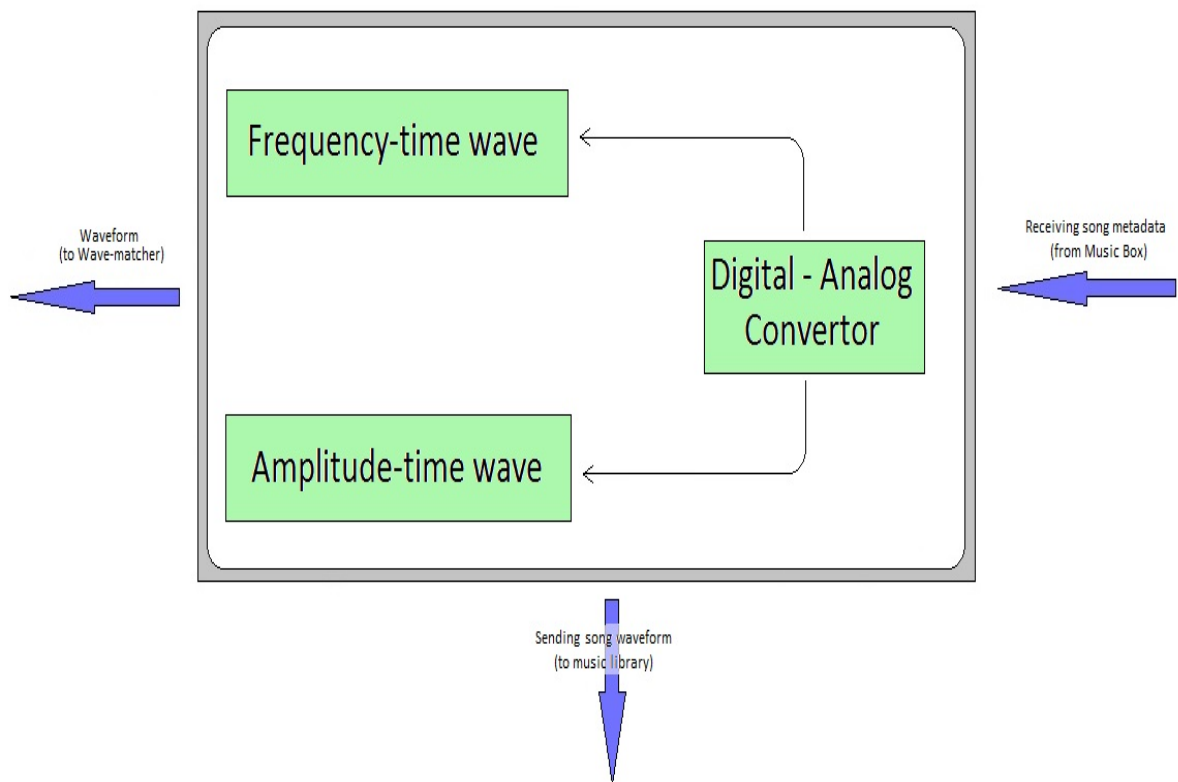 Frequency-time wave
Waveform
(to Wave-matcher)
Receiving song metadata
(from Music Box)
Digital - Analog
Convertor
Amplitude-time wave
Sending song waveform
(to music library)